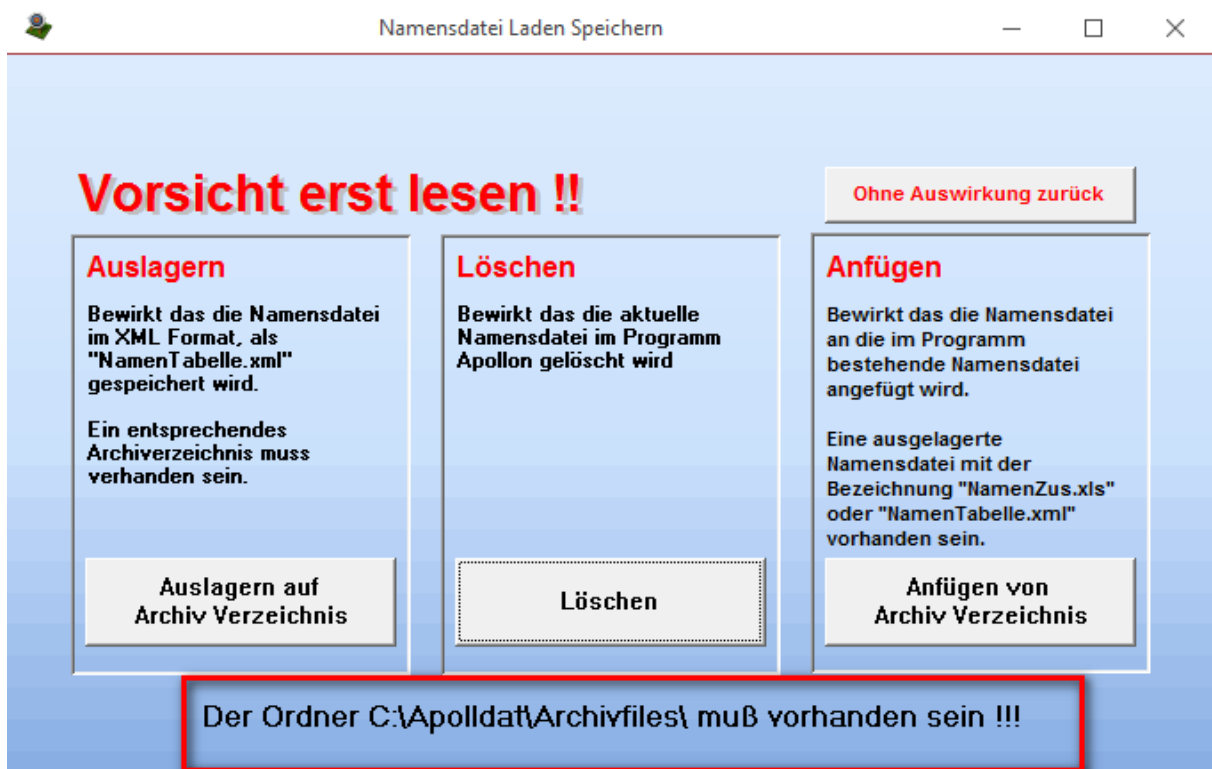 Namensdatei Laden Speichern
Vorsicht erst lesen !!
Ohne Auswirkung zurück
Auslagern
Bewirkt das die Namensdatei
im XML Format, als
"NamenTabelle.xml"
gespeichert wird.
Ein entsprechendes
Archiverzeichnis muss
verhanden sein.
Auslagern auf
Archiv Verzeichnis
Löschen
Bewirkt das die aktuelle
Namensdatei im Programm
Apollon gelöscht wird
Löschen
Anfügen
Bewirkt das die Namensdatei
an die im Programm
bestehende Namensdatei
angefügt wird.
Eine ausgelagerte
Namensdatei mit der
Bezeichnung "NamenZus.xls"
oder "NamenTabelle.xml"
vorhanden sein.
Anfügen von
Archiv Verzeichnis
Der Ordner C:\Apolldat\Archivfiles\ muß vorhanden sein !!!